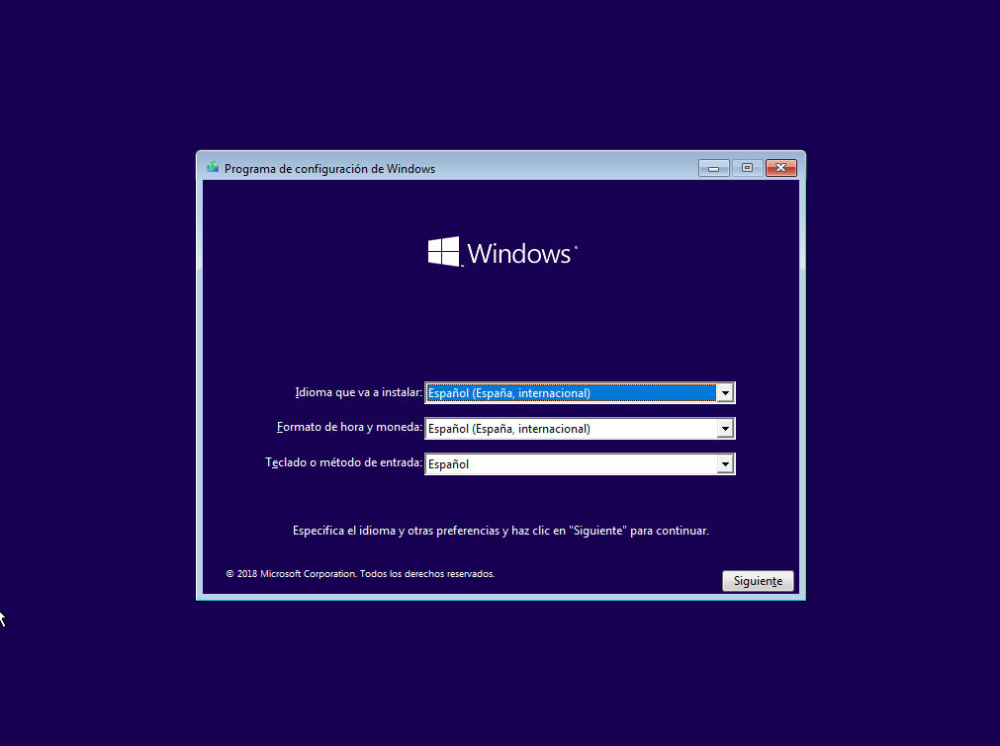 Programa de configuración de Windows
Windows
Idioma que va a instalar: Español (España, internacional)
Formato de hora y moneda: Español (España, internacional)
Teclado o método de entrada: Español
Especifica el idioma y otras preferencias y haz clic en "Siguiente" para continuar.
© 2018 Microsoft Corporation. Todos los derechos reservados.
Siguiente